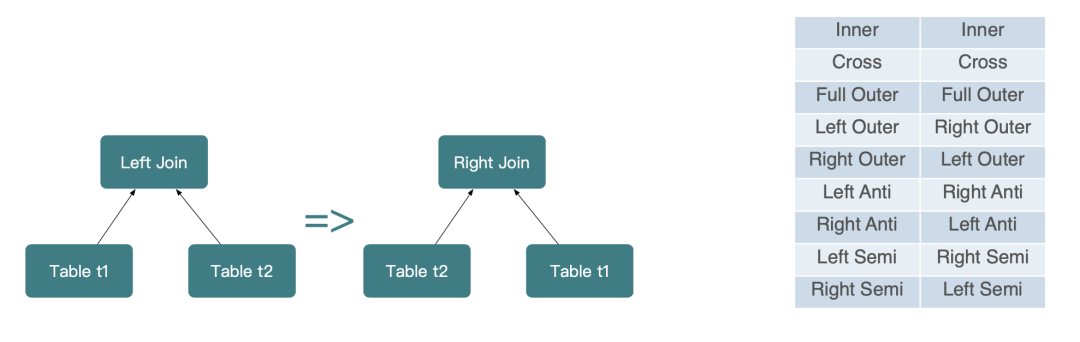 Left Join
Table t1
Table t2
=>
Right Join
Table t2
Table t1
Inner Inner
Cross Cross
Full Outer Full Outer
Left Outer Right Outer
Right Outer Left Outer
Left Anti Right Anti
Right Anti Left Anti
Left Semi Right Semi
Right Semi Left Semi